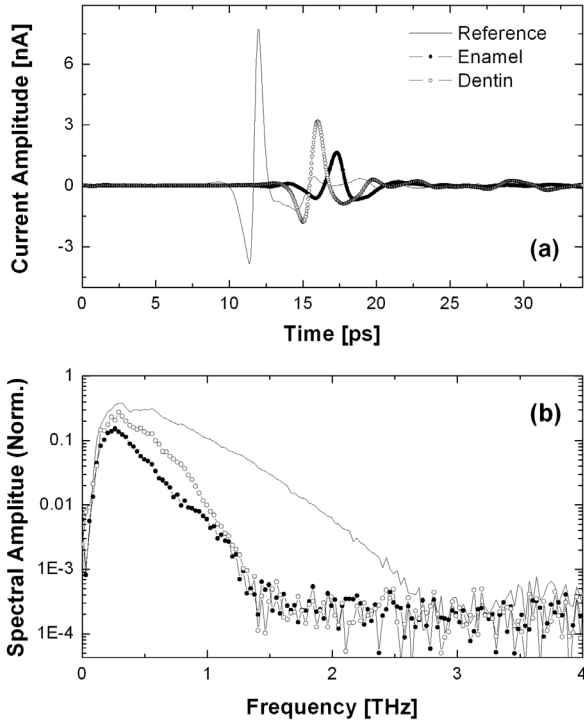 6
3
0
-3
Current Amplitude [nA]
Reference
Enamel
Dentin
(a)
0 5 10 15 20 25 30
Time [ps]
1
0.1
0.01
1E-3
1E-4
Spectral Amplitue (Norm.)
(b)
0 1 2 3 4
Frequency [THz]